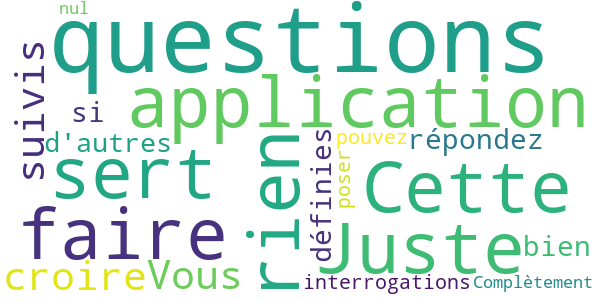 nul
questions
suivis
application
si
d'autres
sert
rien
définies
pouvez
répondez
poser
Cette
faire
Juste
bien
croire
Vous
interrogations
Complètement